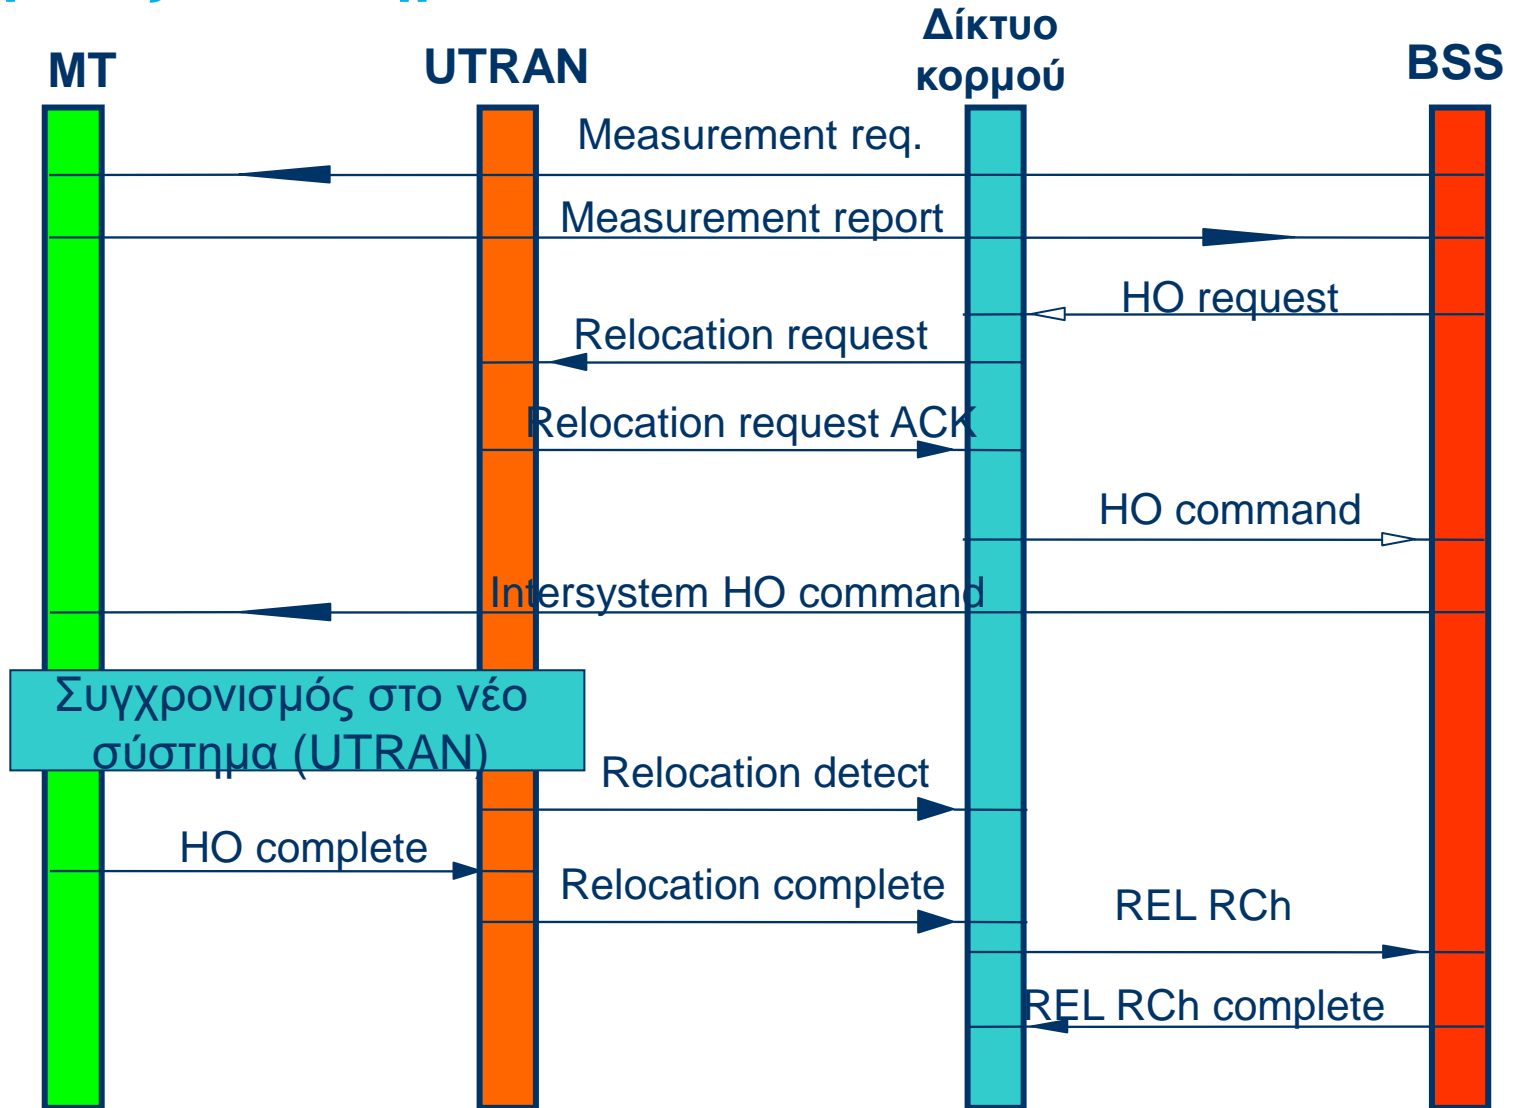 MT
UTRAN
Δίκτυο
κορμού
BSS
Measurement req.
Measurement report
HO request
Relocation request
Relocation request ACK
HO command
Intersystem HO command
Συγχρονισμός στο νέο
σύστημα (UTRAN)
Relocation detect
HO complete
Relocation complete
REL RCh
REL RCh complete